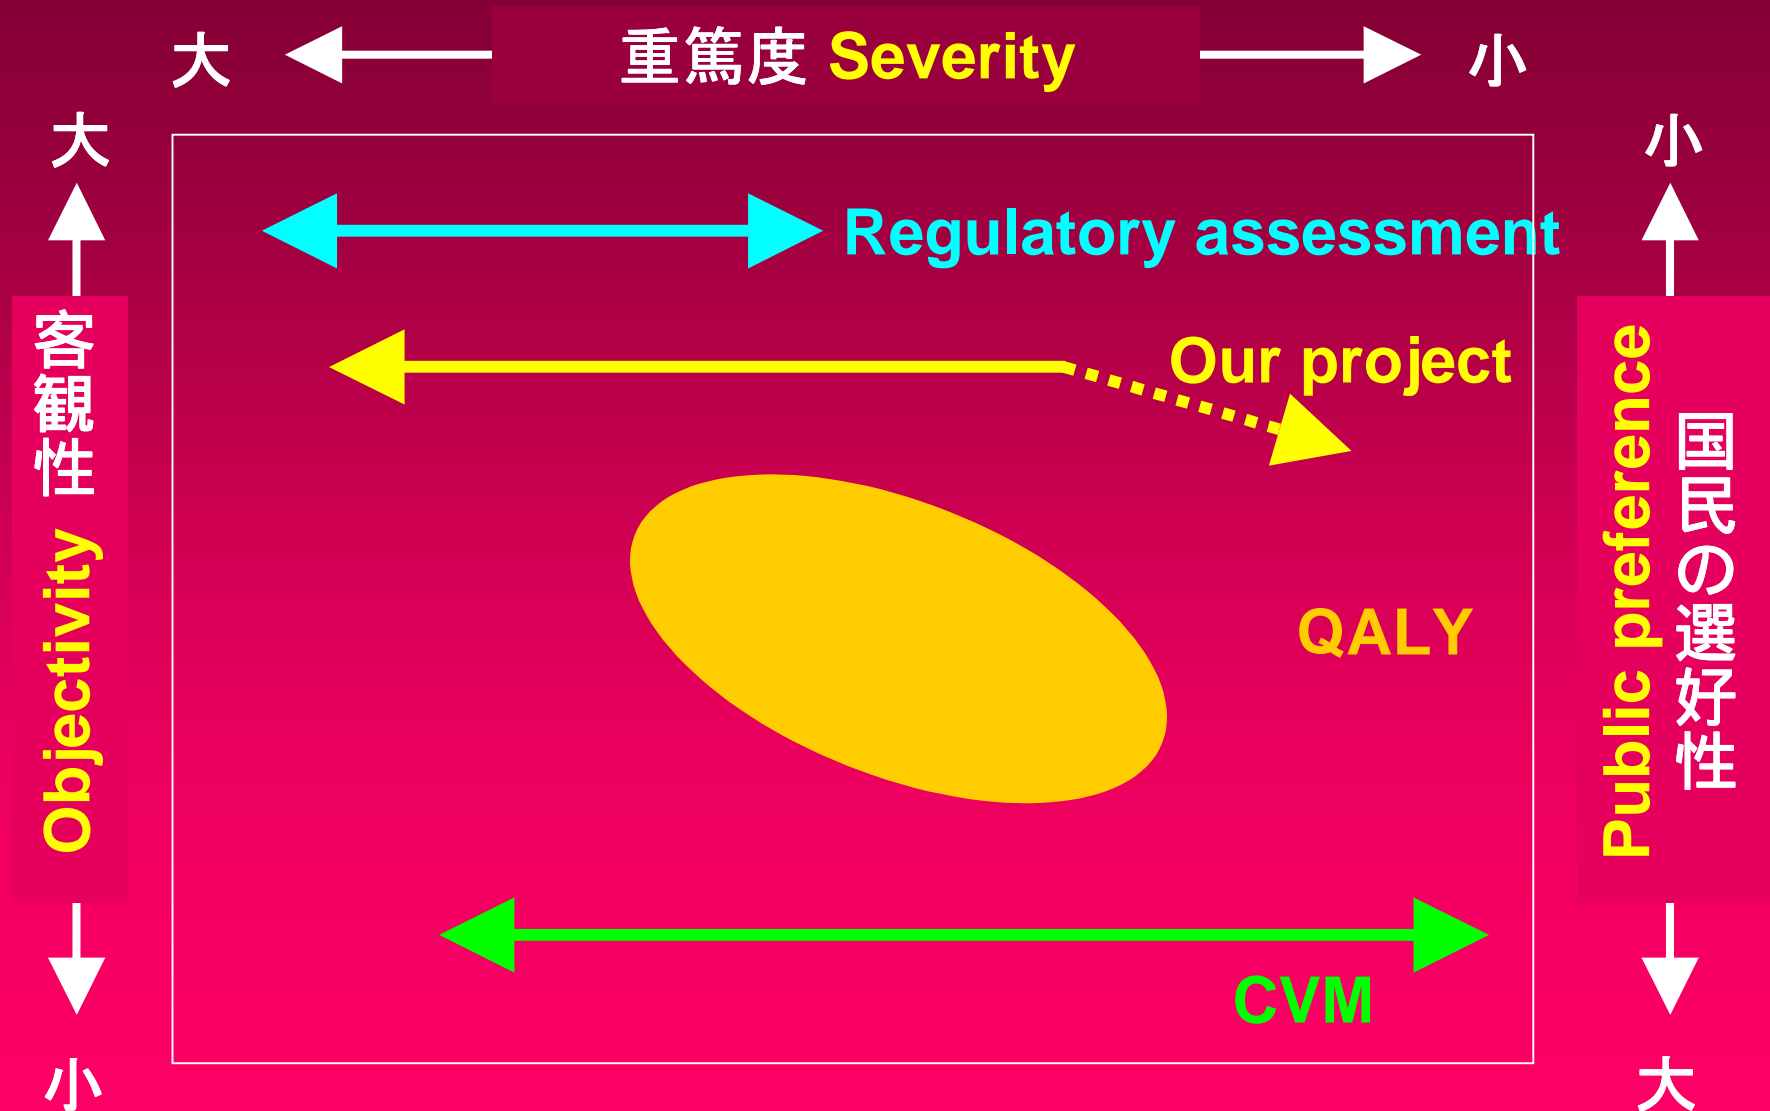 大
重篤度 Severity
小
大
小
Regulatory assessment
Our project
客観性 Objectivity
Public preference
国民の選好性
QALY
CVM
小
大